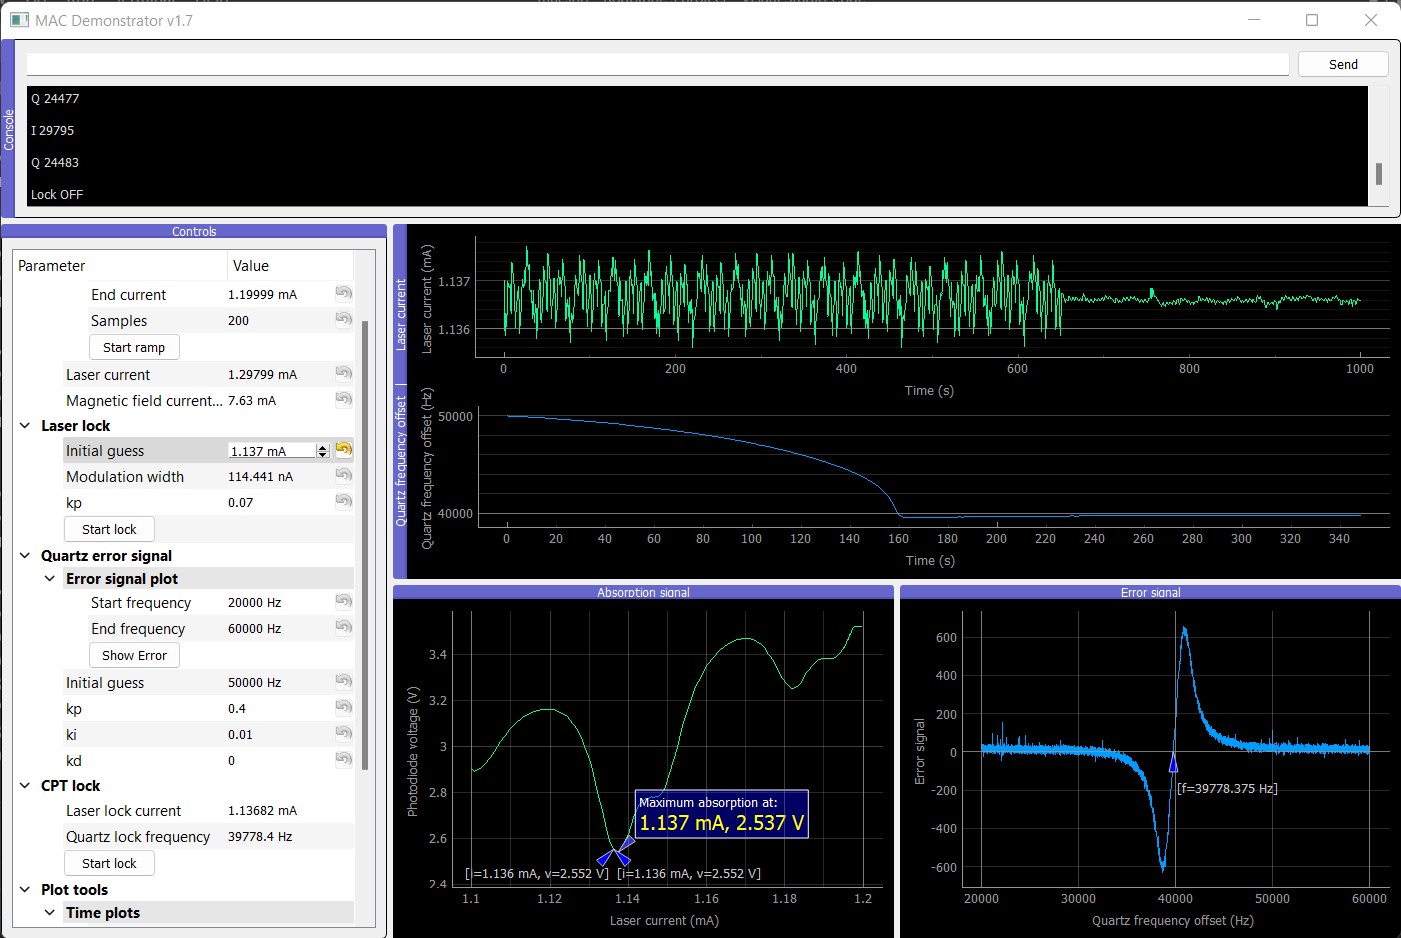 MAC Demonstrator v1.7
Console
Send
Q 24477
I 29795
Q 24483
Lock OFF
Controls
Parameter Value
End current 1.19999 mA
Samples 200
Start ramp
Laser current 1.29799 mA
Magnetic field current... 7.63 mA
Laser lock
Initial guess 1.137 mA
Modulation width 114.441 nA
kp 0.07
Start lock
Quartz error signal
Error signal plot
Start frequency 20000 Hz
End frequency 60000 Hz
Show Error
Initial guess 50000 Hz
kp 0.4
ki 0.01
kd 0
CPT lock
Laser lock current 1.13682 mA
Quartz lock frequency 39778.4 Hz
Start lock
Plot tools
Time plots
Laser current
Laser current (mA)
1.137
1.136
0 200 400 600 800 1000
Time (s)
Quartz frequency offset
Quartz frequency offset (Hz)
50000
40000
0 20 40 60 80 100 120 140 160 180 200 220 240 260 280 300 320 340
Time (s)
Absorption signal
Photodiode voltage (V)
3.4
3.2
3
2.8
2.6
2.4
Maximum absorption at:
1.137 mA, 2.537 V
[i=1.136 mA, v=2.552 V] [i=1.136 mA, v=2.552 V]
1.1 1.12 1.14 1.16 1.18 1.2
Laser current (mA)
Error signal
Error signal
600
400
200
0
-200
-400
-600
[f=39778.375 Hz]
20000 30000 40000 50000 60000
Quartz frequency offset (Hz)